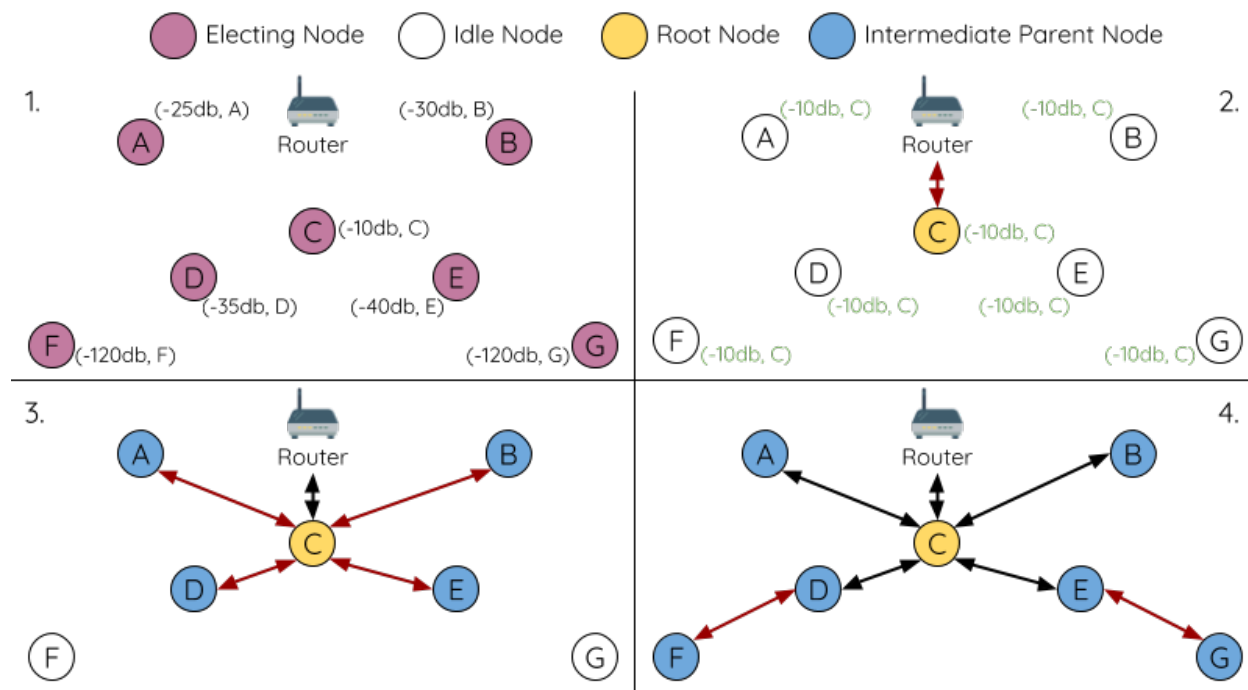 Electing Node Idle Node Root Node Intermediate Parent Node
1.
(-25db, A) (-30db, B)
A B
Router
C (-10db, C)
D E
(-35db, D) (-40db, E)
F G
(-120db, F) (-120db, G)
2.
(-10db, C) (-10db, C)
A B
Router
C (-10db, C)
D E
(-10db, C) (-10db, C)
F G
(-10db, C) (-10db, C)
3.
A B
Router
C
D E
F G
4.
A B
Router
C
D E
F G